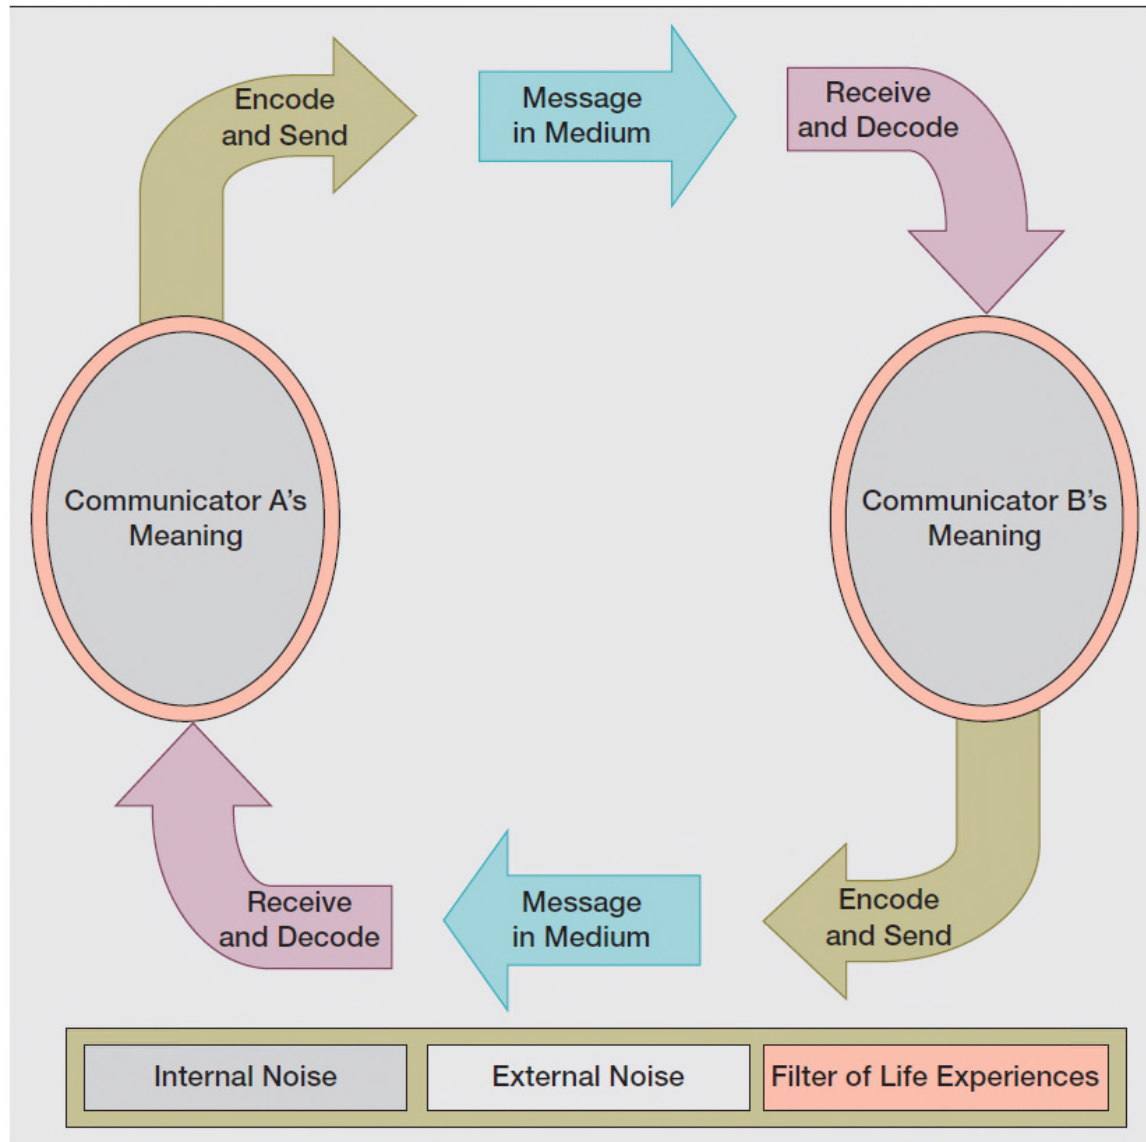 Encode
and Send
Message
in Medium
Receive
and Decode
Communicator A’s
Meaning
Communicator B’s
Meaning
Receive
and Decode
Message
in Medium
Encode
and Send
Internal Noise
External Noise
Filter of Life Experiences